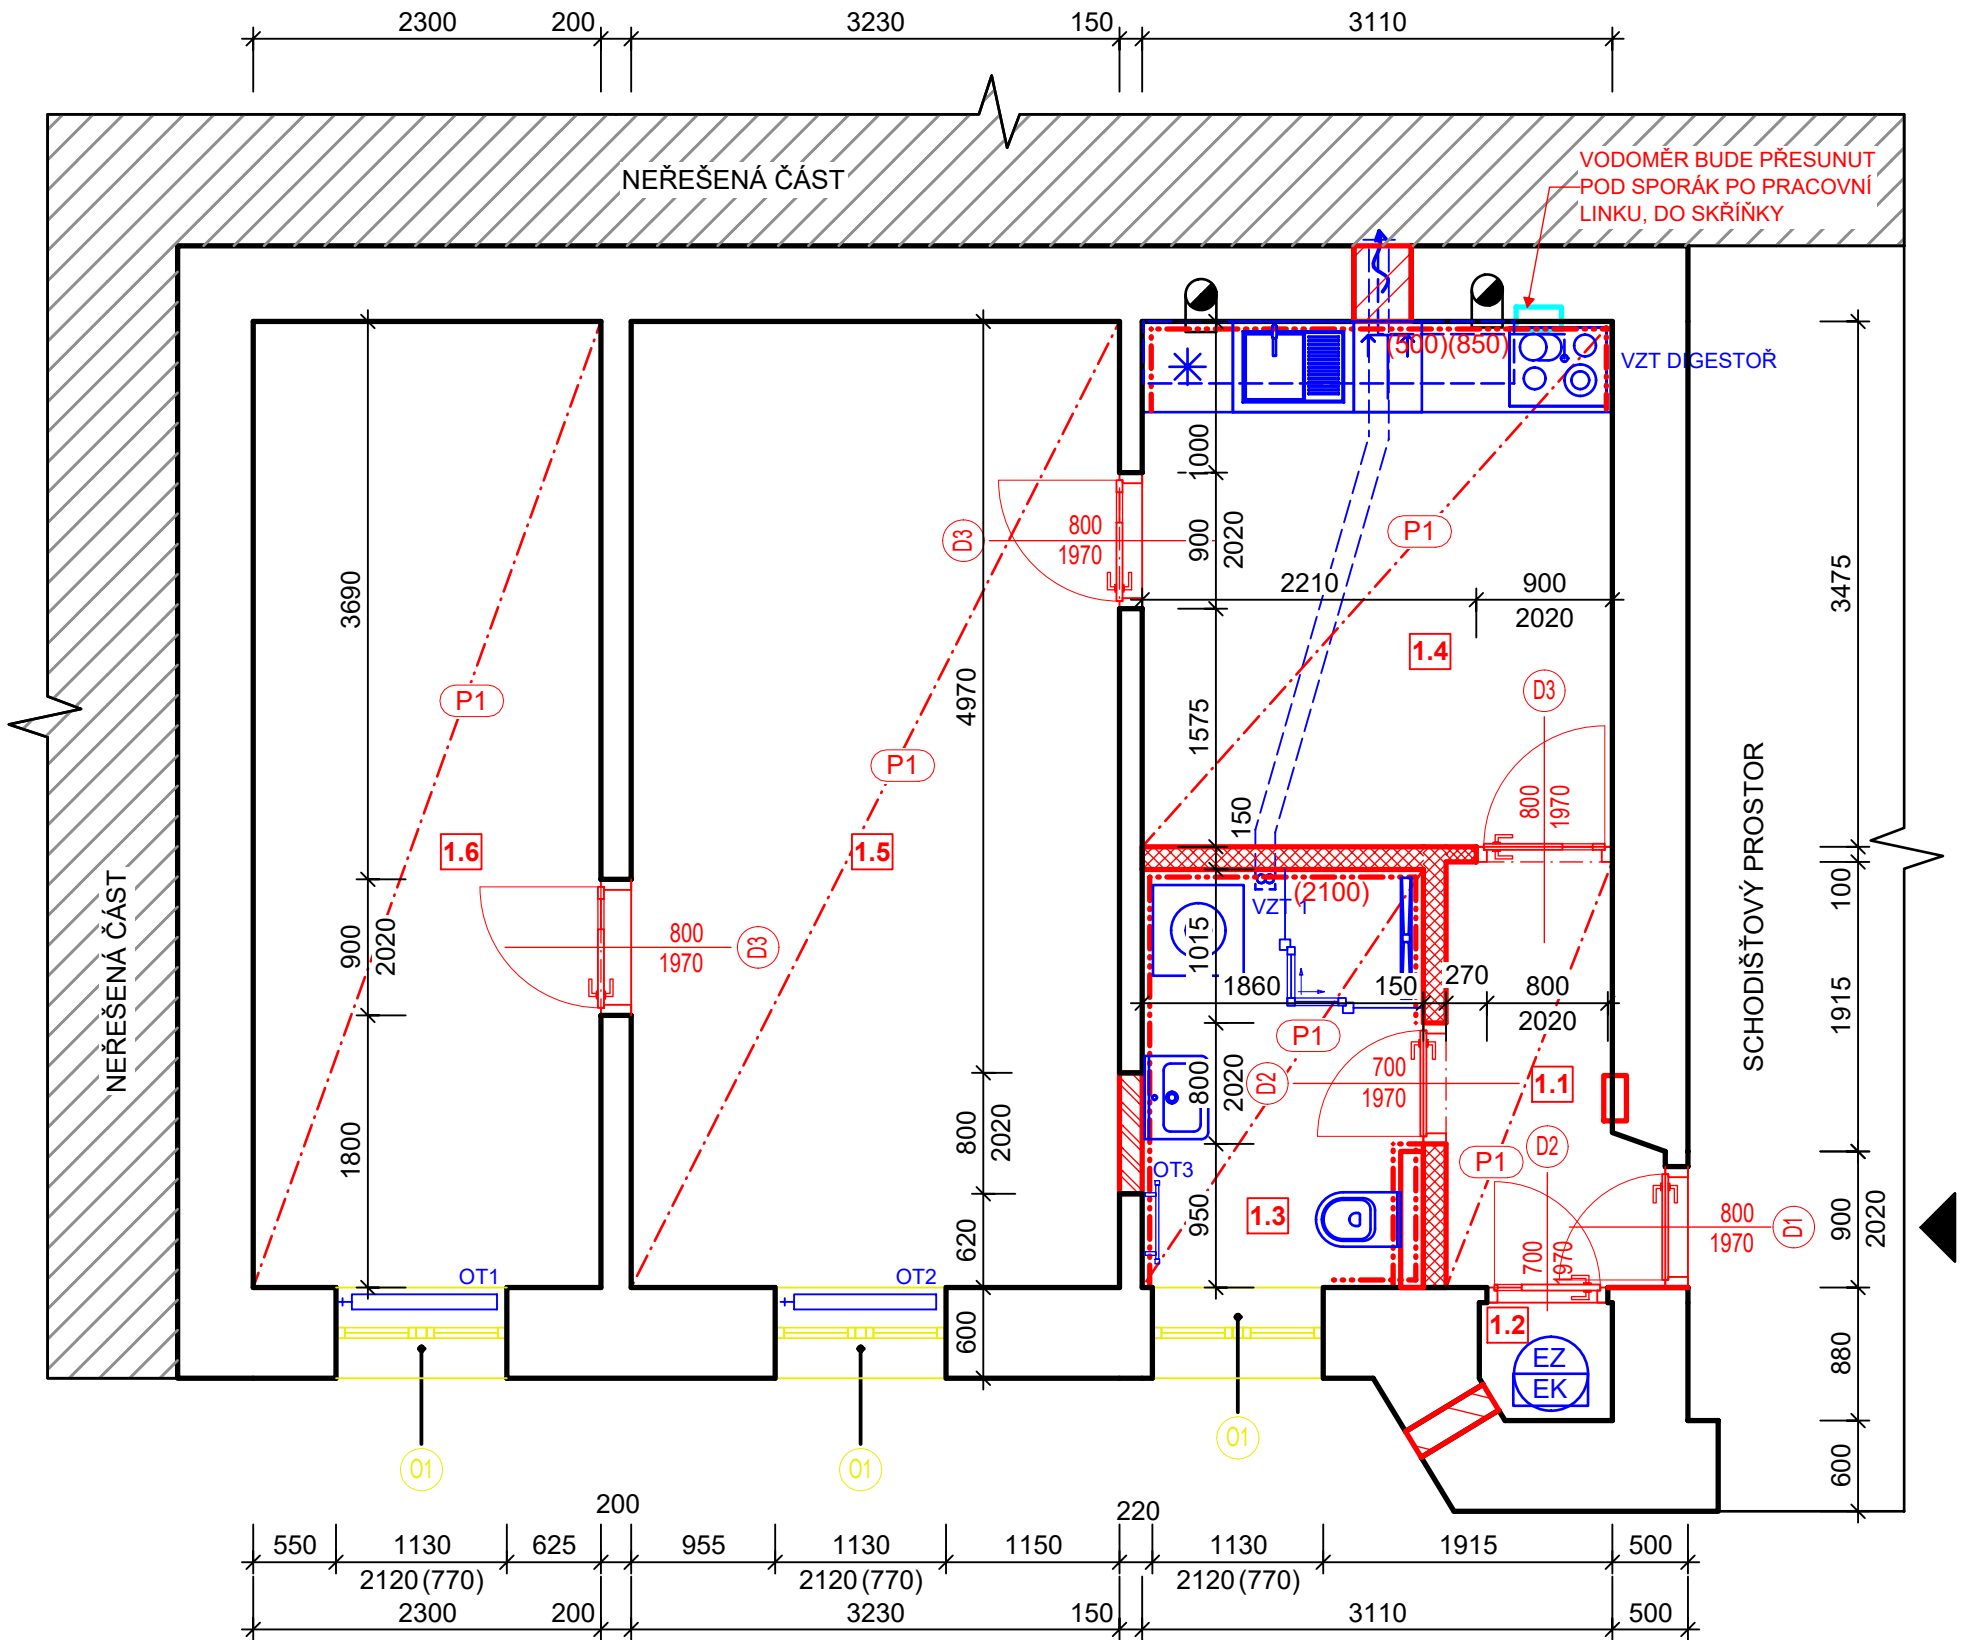 2300 200 3230 150 3110
NEŘEŠENÁ ČÁST
VODOMĚR BUDE PŘESUNUT
POD SPORÁK PO PRACOVNÍ
LINKU, DO SKŘÍŇKY
(500)(850)
VZT DIGESTOŘ
1000
900
2020
D3
800
1970
P1
2210 900
2020
3475
3690
4970
1.4
D3
P1
P1
1575
800
1970
SCHODIŠŤOVÝ PROSTOR
150
1.6
1.5
NEŘEŠENÁ ČÁST
(2100)
VZT 1
100
900
2020
800
1970
D3
1015
1860 150 270 800
2020
1915
P1
800
2020
D2
700
1970
1.1
800
2020
1800
OT3
P1
D2
950
1.3
620
700
1970
800
1970
D1
900
2020
OT1
OT2
600
1.2
EZ
EK
880
O1
O1
O1
600
200
220
550 1130 625 955 1130 1150 1130 1915 500
2120(770) 2120(770) 2120(770)
2300 200 3230 150 3110 500